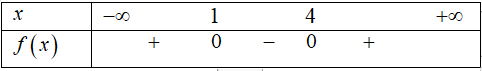 x −∞ 1 4 +∞
f(x) + 0 − 0 +